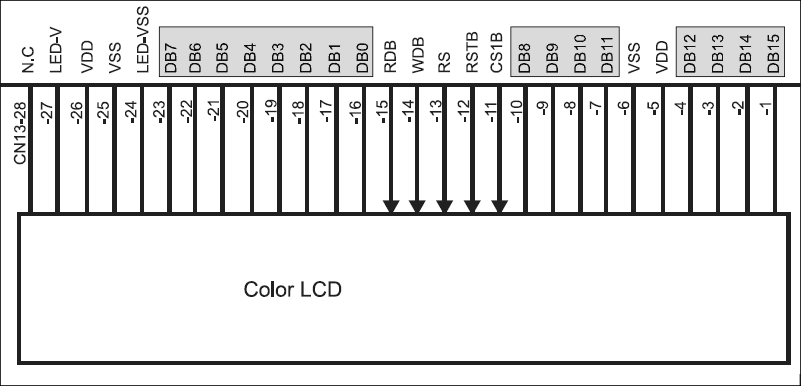 N.C
LED-V
VDD
VSS
LED-VSS
DB7
DB6
DB5
DB4
DB3
DB2
DB1
DB0
RDB
WDB
RS
RSTB
CS1B
DB8
DB9
DB10
DB11
VSS
VDD
DB12
DB13
DB14
DB15
CN13-28
-27
-26
-25
-24
-23
-22
-21
-20
-19
-18
-17
-16
-15
-14
-13
-12
-11
-10
-9
-8
-7
-6
-5
-4
-3
-2
-1
Color LCD